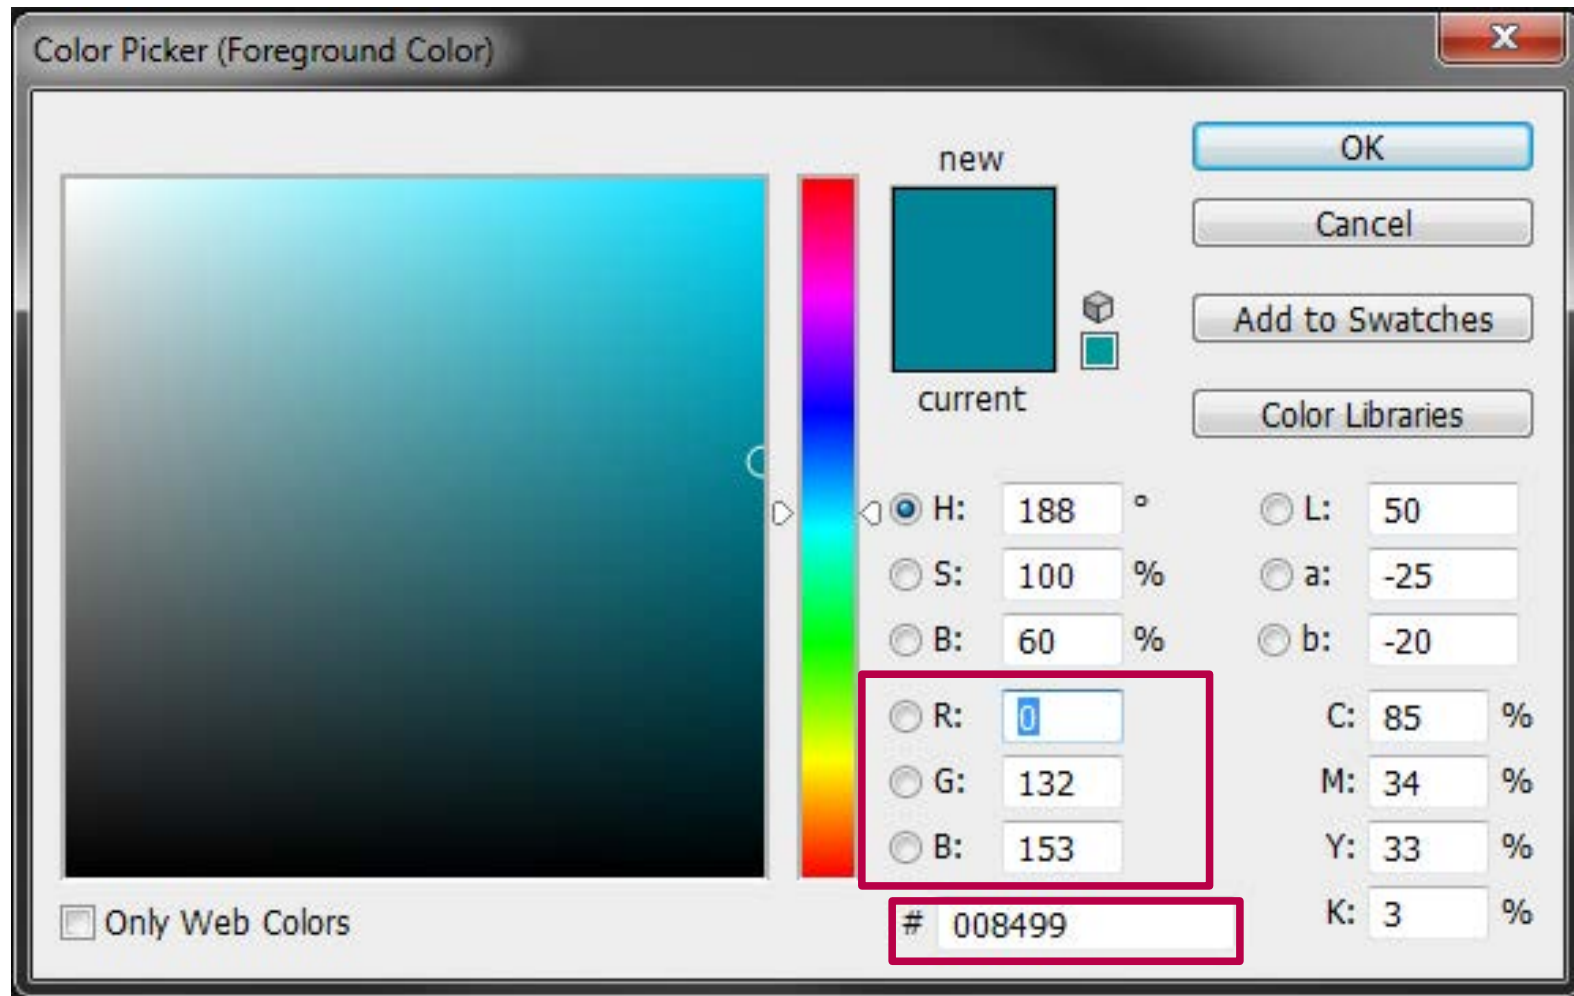 Color Picker (Foreground Color)
x
new
current
OK
Cancel
Add to Swatches
Color Libraries
H: 188 °
S: 100 %
B: 60 %
L: 50
a: -25
b: -20
R: 0
G: 132
B: 153
# 008499
C: 85 %
M: 34 %
Y: 33 %
K: 3 %
Only Web Colors